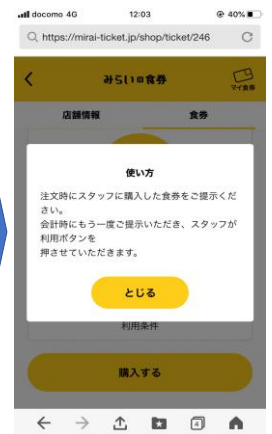 docomo 4G 12:03 40%
https://mirai-ticket.jp/shop/ticket/246
みらいの食券
マイ食券
店舗情報 食券
使い方
注文時にスタッフに購入した食券をご提示くだ
さい。
会計時にもう一度ご提示いただき、スタッフが
利用ボタンを
押させていただきます。
とじる
利用条件
購入する
4